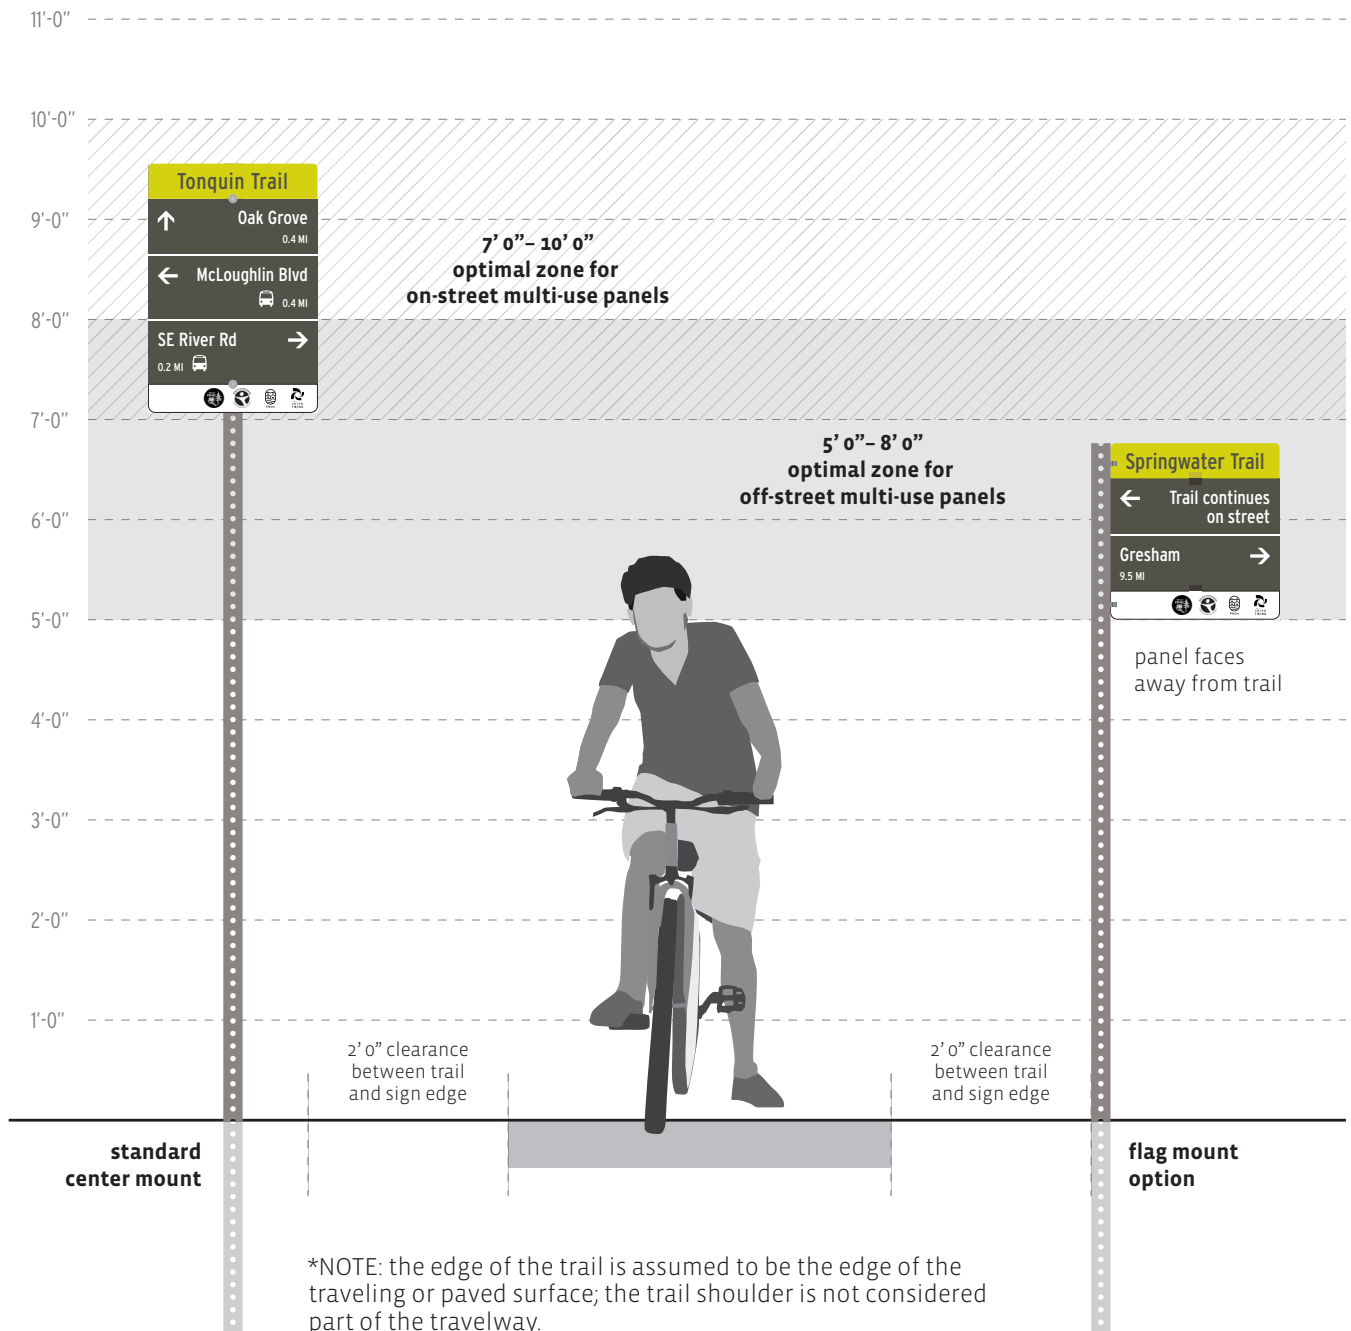 11'-0"
10'-0"
9'-0"
8'-0"
7'-0"
6'-0"
5'-0"
4'-0"
3'-0"
2'-0"
1'-0"
Tonquin Trail
Oak Grove
0.4 MI
McLoughlin Blvd
0.4 MI
SE River Rd
0.2 MI
7' 0"– 10' 0"
optimal zone for
on-street multi-use panels
5' 0"– 8' 0"
optimal zone for
off-street multi-use panels
Springwater Trail
Trail continues
on street
Gresham
9.5 MI
panel faces
away from trail
2' 0" clearance
between trail
and sign edge
2' 0" clearance
between trail
and sign edge
standard
center mount
flag mount
option
*NOTE: the edge of the trail is assumed to be the edge of the
traveling or paved surface; the trail shoulder is not considered
part of the travelway.